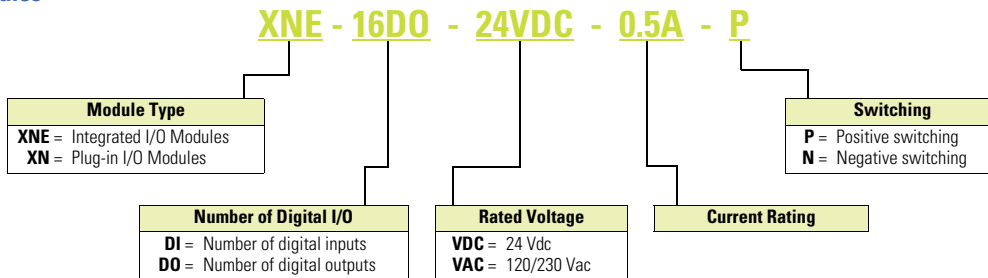 XNE - 16DO - 24VDC - 0.5A - P
Module Type
XNE = Integrated I/O Modules
XN = Plug-in I/O Modules
Switching
P = Positive switching
N = Negative switching
Number of Digital I/O
DI = Number of digital inputs
DO = Number of digital outputs
Rated Voltage
VDC = 24 Vdc
VAC = 120/230 Vac
Current Rating